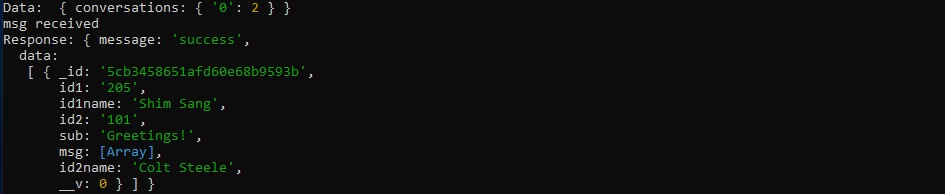 Data:  { conversations: { '0': 2 } }
msg received
Response: { message: 'success',
  data:
   [ { _id: '5cb3458651afd60e68b9593b',
       id1: '205',
       id1name: 'Shim Sang',
       id2: '101',
       sub: 'Greetings!',
       msg: [Array],
       id2name: 'Colt Steele',
       __v: 0 } ] }